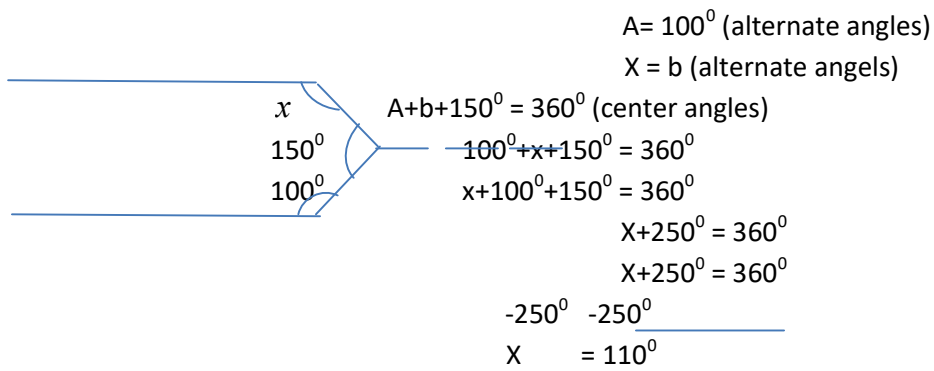 A= 100⁰ (alternate angles)
X = b (alternate angels)
x A+b+150⁰ = 360⁰ (center angles)
150⁰ 100⁰+x+150⁰ = 360⁰
100⁰ x+100⁰+150⁰ = 360⁰
X+250⁰ = 360⁰
X+250⁰ = 360⁰
-250⁰ -250⁰
X = 110⁰